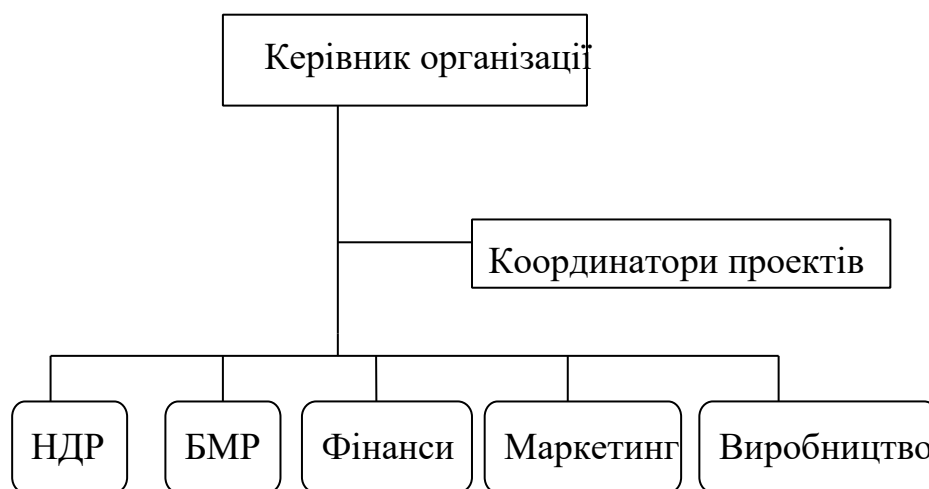 Керівник організації
Координатори проектів
НДР
БМР
Фінанси
Маркетинг
Виробництво